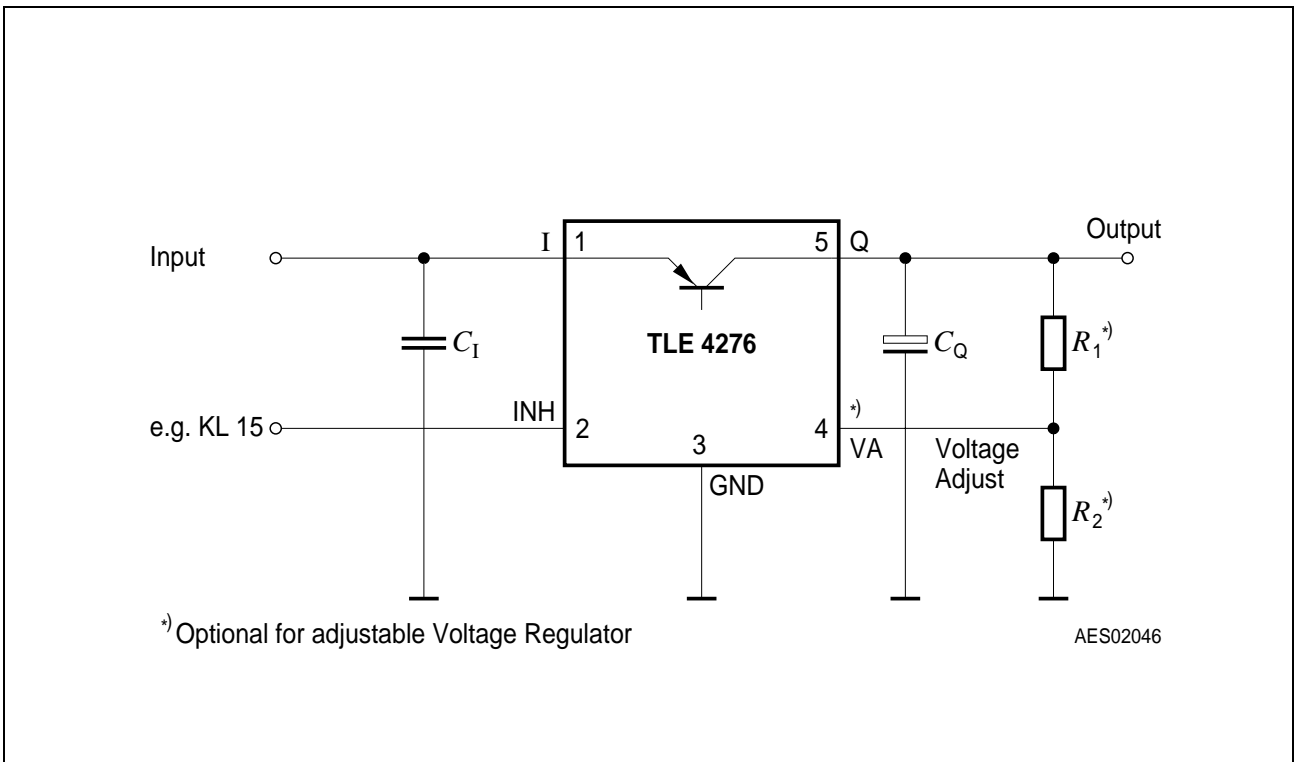 Input
I 1
5 Q
Output
C_I
TLE 4276
C_Q
R_1*)
e.g. KL 15
INH
2
3
GND
4
*)
VA
Voltage
Adjust
R_2*)
*) Optional for adjustable Voltage Regulator
AES02046